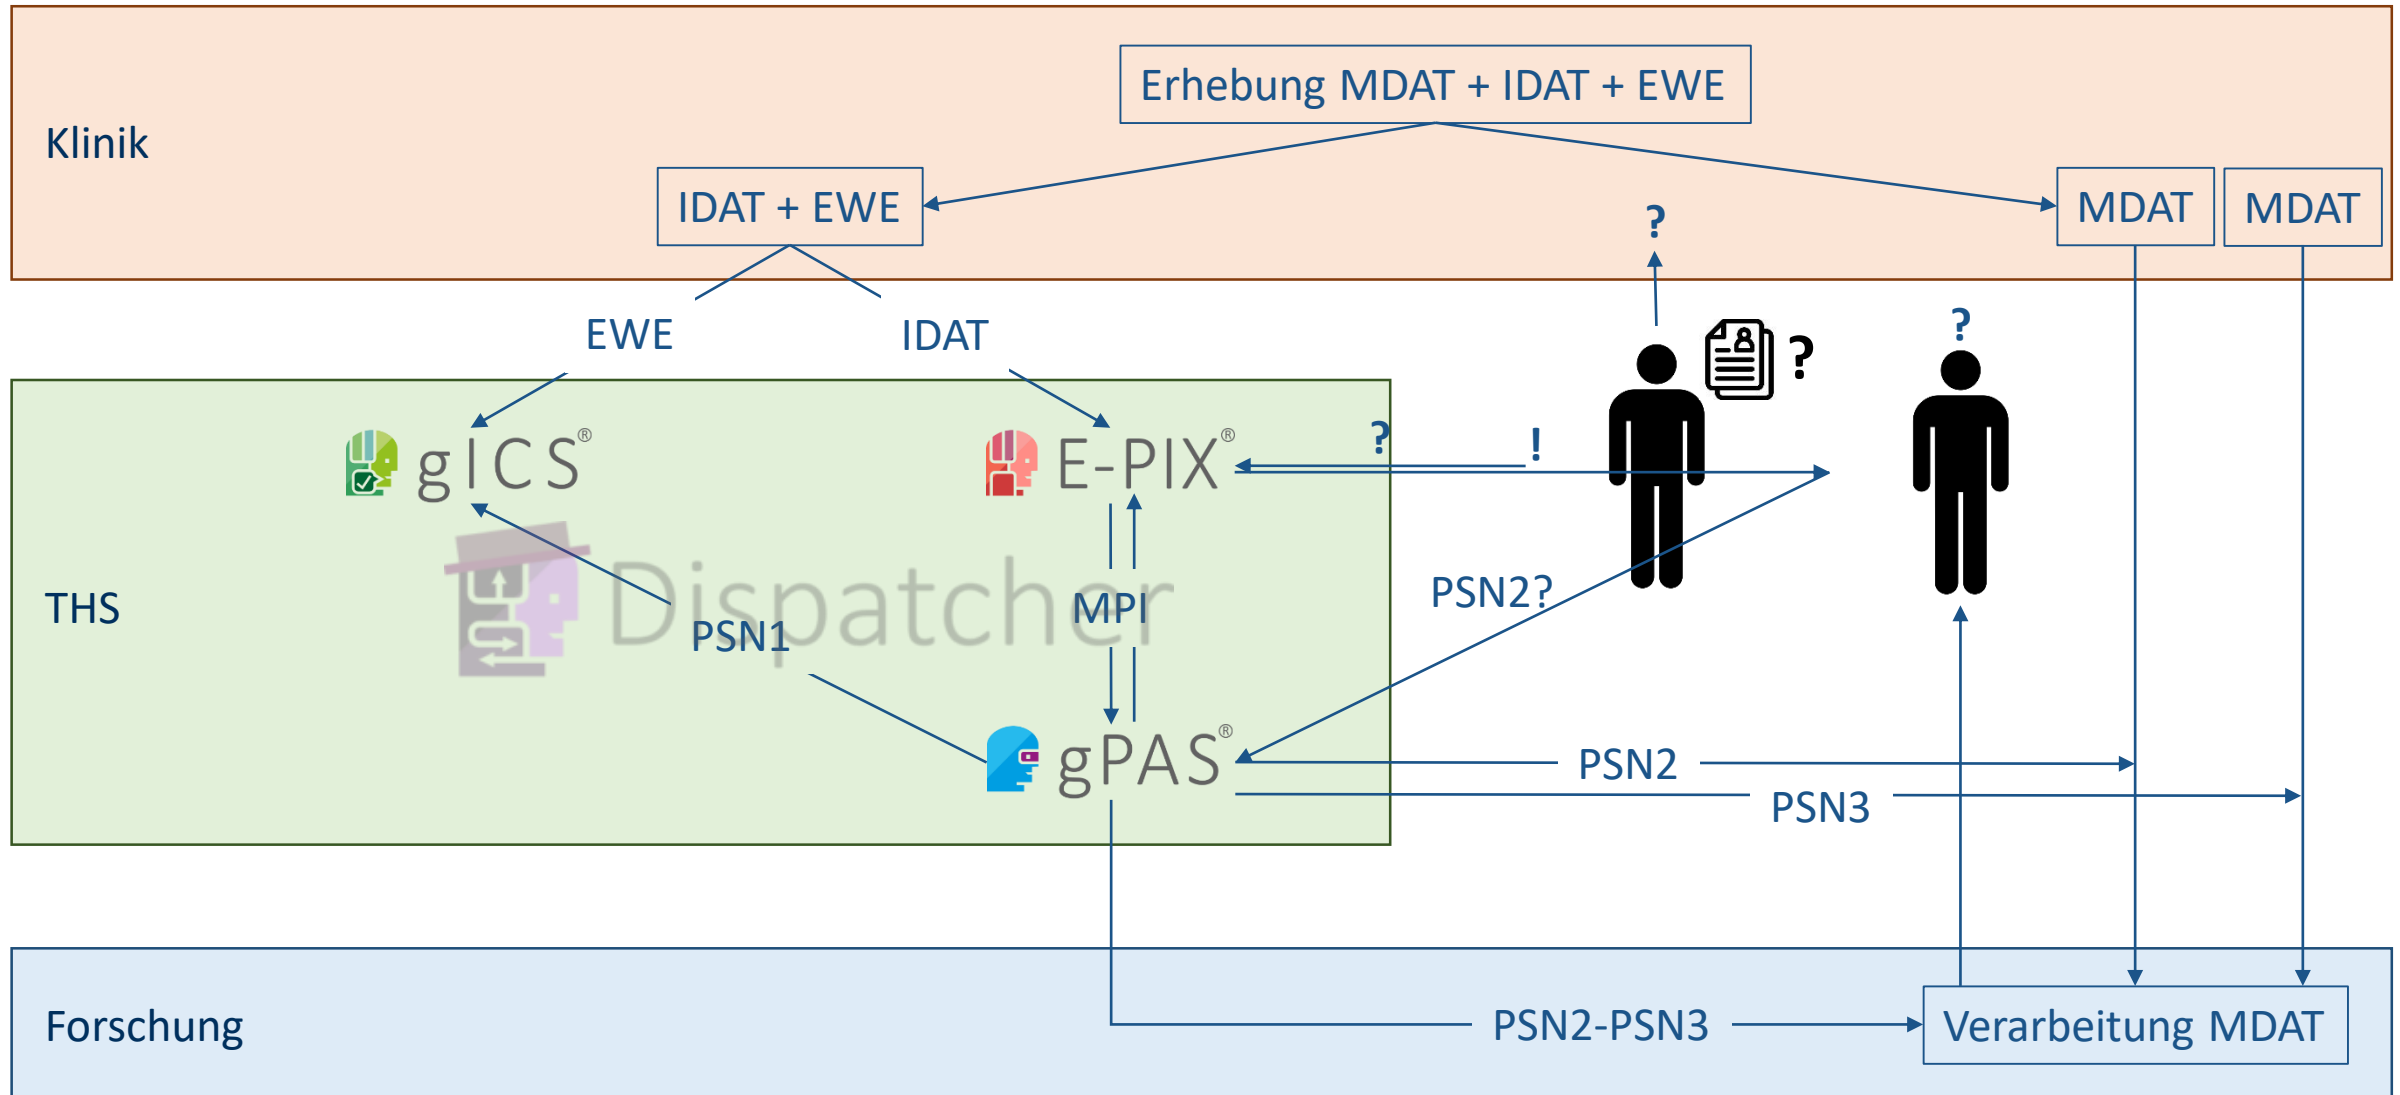 Erhebung MDAT + IDAT + EWE
Klinik
IDAT + EWE
MDAT
MDAT
?
EWE
IDAT
?
?
gICS®
E-PIX®
?
!
Dispatcher
THS
PSN1
MPI
PSN2?
gPAS®
PSN2
PSN3
Forschung
PSN2-PSN3
Verarbeitung MDAT